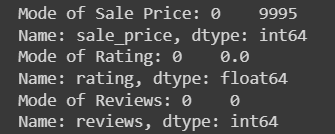 Mode of Sale Price: 0    9995
Name: sale_price, dtype: int64
Mode of Rating: 0    0.0
Name: rating, dtype: float64
Mode of Reviews: 0    0
Name: reviews, dtype: int64